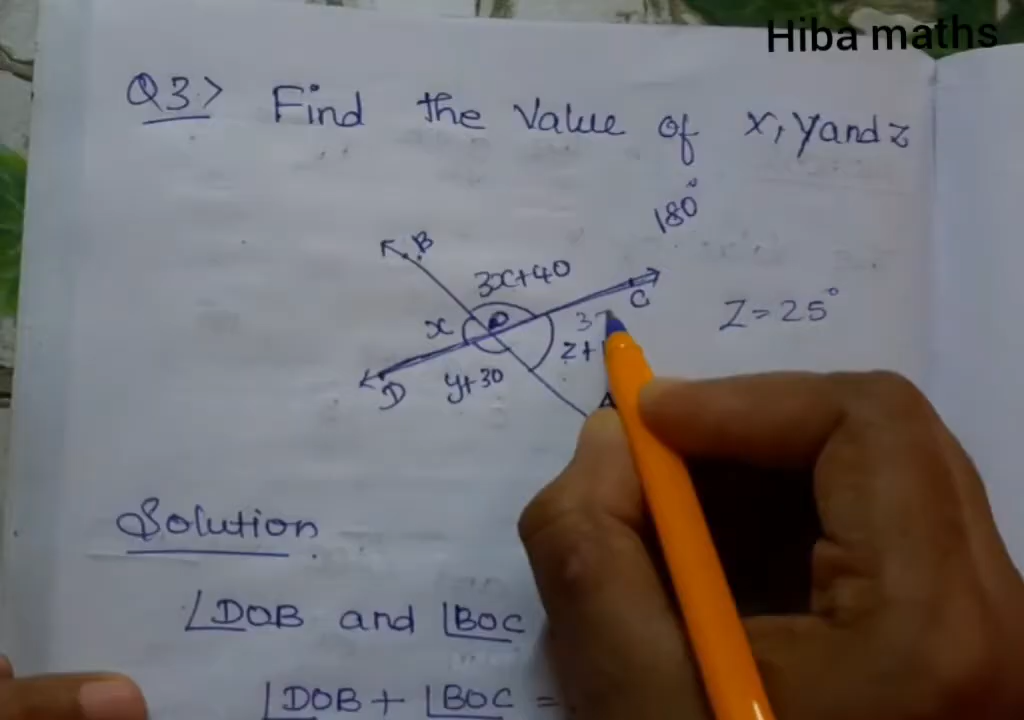 Hiba maths
Q3> Find the Value of x, y and z
180°
B
3x+40
C
Z = 25°
x
O
z+
D
y+30
A
Solution
∠DOB and ∠BOC
∠DOB + ∠BOC =